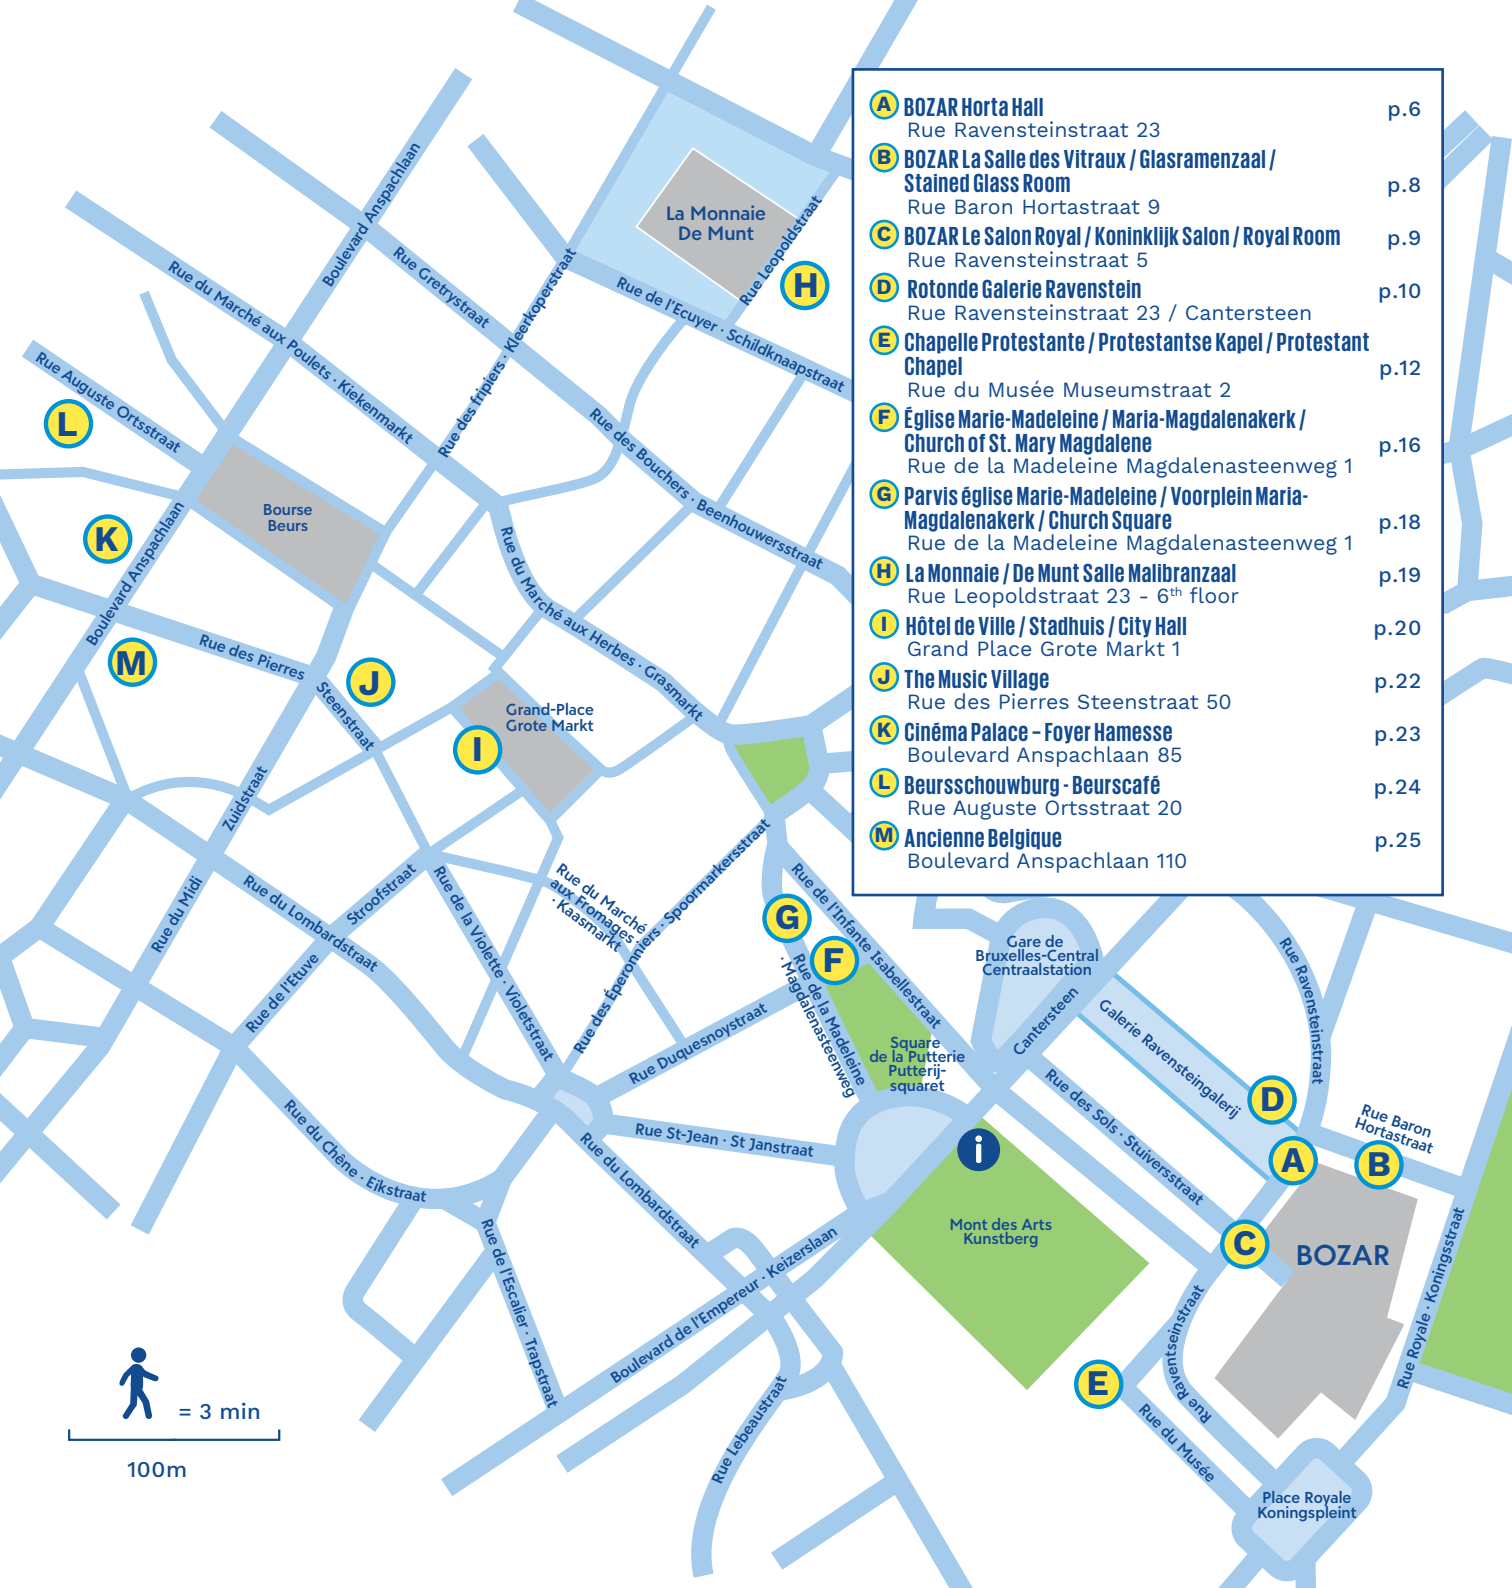 A BOZAR Horta Hall p.6
Rue Ravensteinstraat 23
B BOZAR La Salle des Vitraux / Glasramenzaal /
Stained Glass Room p.8
Rue Baron Hortastraat 9
C BOZAR Le Salon Royal / Koninklijk Salon / Royal Room p.9
Rue Ravensteinstraat 5
D Rotonde Galerie Ravenstein p.10
Rue Ravensteinstraat 23 / Cantersteen
E Chapelle Protestante / Protestantse Kapel / Protestant
Chapel p.12
Rue du Musée Museumstraat 2
F Église Marie-Madeleine / Maria-Magdalenakerk /
Church of St. Mary Magdalene p.16
Rue de la Madeleine Magdalenasteenweg 1
G Parvis église Marie-Madeleine / Voorplein Maria-
Magdalenakerk / Church Square p.18
Rue de la Madeleine Magdalenasteenweg 1
H La Monnaie / De Munt Salle Malibranzaal p.19
Rue Leopoldstraat 23 - 6th floor
I Hôtel de Ville / Stadhuis / City Hall p.20
Grand Place Grote Markt 1
J The Music Village p.22
Rue des Pierres Steenstraat 50
K Cinéma Palace – Foyer Hamesse p.23
Boulevard Anspachlaan 85
L Beursschouwburg - Beurscafé p.24
Rue Auguste Ortsstraat 20
M Ancienne Belgique p.25
Boulevard Anspachlaan 110
Boulevard Anspachlaan
La Monnaie
De Munt
Rue Leopoldstraat
H
Rue Gretrystraat
Rue du Marché aux Poulets · Kiekenmarkt
Rue des fripiers · Kleerkoperstraat
Rue de l'Ecuyer · Schildknaapstraat
Rue Auguste Ortsstraat
L
Rue des Bouchers · Beenhouwersstraat
Bourse
Beurs
K
Boulevard Anspachlaan
M
Rue des Pierres
Steenstraat
J
Rue du Marché aux Herbes · Grasmarkt
Grand-Place
Grote Markt
I
Zuidstraat
Rue du Midi
Rue du Lombardstraat
Stroofstraat
Rue de l'Etuve
Rue de la Violette · Violetstraat
Rue du Marché
aux Fromages
· Kaasmarkt
Rue des Éperonniers · Spoormarkersstraat
G
F
Rue de l'Infante Isabellestraat
Rue de la Madeleine
· Magdalenasteenweg
Rue Duquesnoystraat
Square
de la Putterie
Putterij-
squaret
Gare de
Bruxelles-Central
Centraalstation
Cantersteen
Galerie Ravensteingalerij
Rue Ravensteinstraat
D
Rue Baron
Hortastraat
A
B
Rue des Sols · Stuiversstraat
Rue du Chêne · Eikstraat
Rue St-Jean · St Janstraat
Rue du Lombardstraat
i
Mont des Arts
Kunstberg
C
BOZAR
Rue Royale · Koningsstraat
Rue de l'Escalier · Trapstraat
Boulevard de l'Empereur · Keizerslaan
Rue Raventseinstraat
E
Rue du Musée
Rue Lebeaustraat
Place Royale
Koningspleint
= 3 min
100m